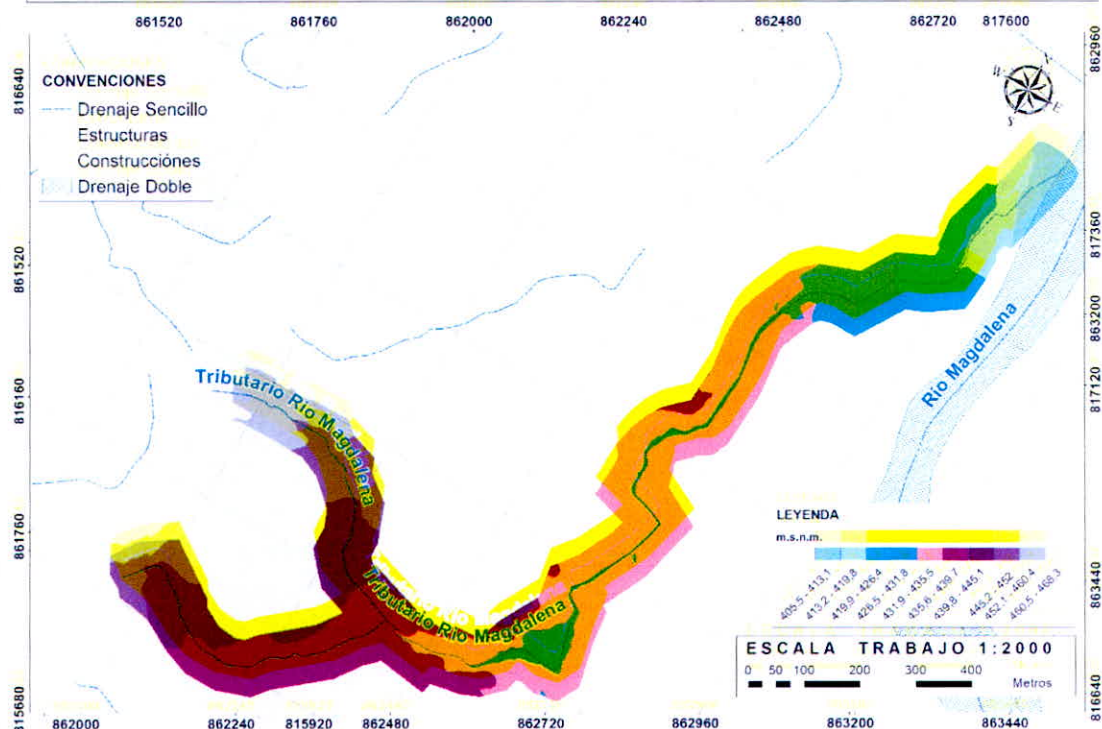 861520 861760 862000 862240 862480 862720 817600
862960
816640
CONVENCIONES
Drenaje Sencillo
Estructuras
Construcciónes
Drenaje Doble
N
W
E
S
861520
817360
863200
Rio Magdalena
816160
Tributario Rio Magdalena
817120
861760
LEYENDA
m.s.n.m.
405.5 - 413.1
413.2 - 419.8
419.9 - 426.4
426.5 - 431.8
431.9 - 435.5
435.6 - 439.7
439.8 - 445.1
445.2 - 452
452.1 - 460.4
460.5 - 468.3
863440
Tributario Rio Magdalena
ESCALA TRABAJO 1:2000
0 50 100 200 300 400
Metros
815680
816640
862000 862240 815920 862480 862720 862960 863200 863440